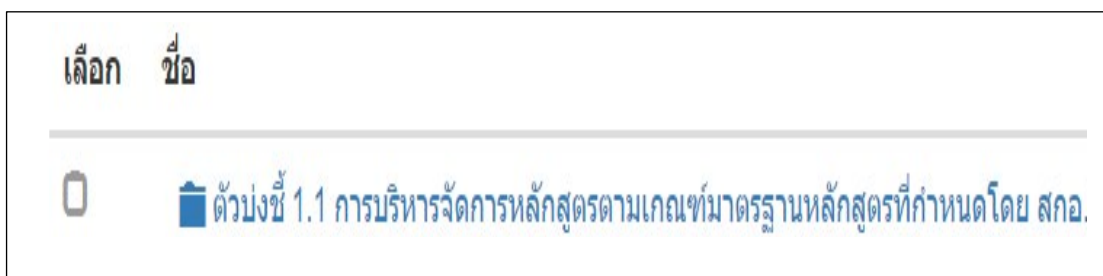 เลือก ชื่อ
ตัวบ่งชี้ 1.1 การบริหารจัดการหลักสูตรตามเกณฑ์มาตรฐานหลักสูตรที่กำหนดโดย สกอ.